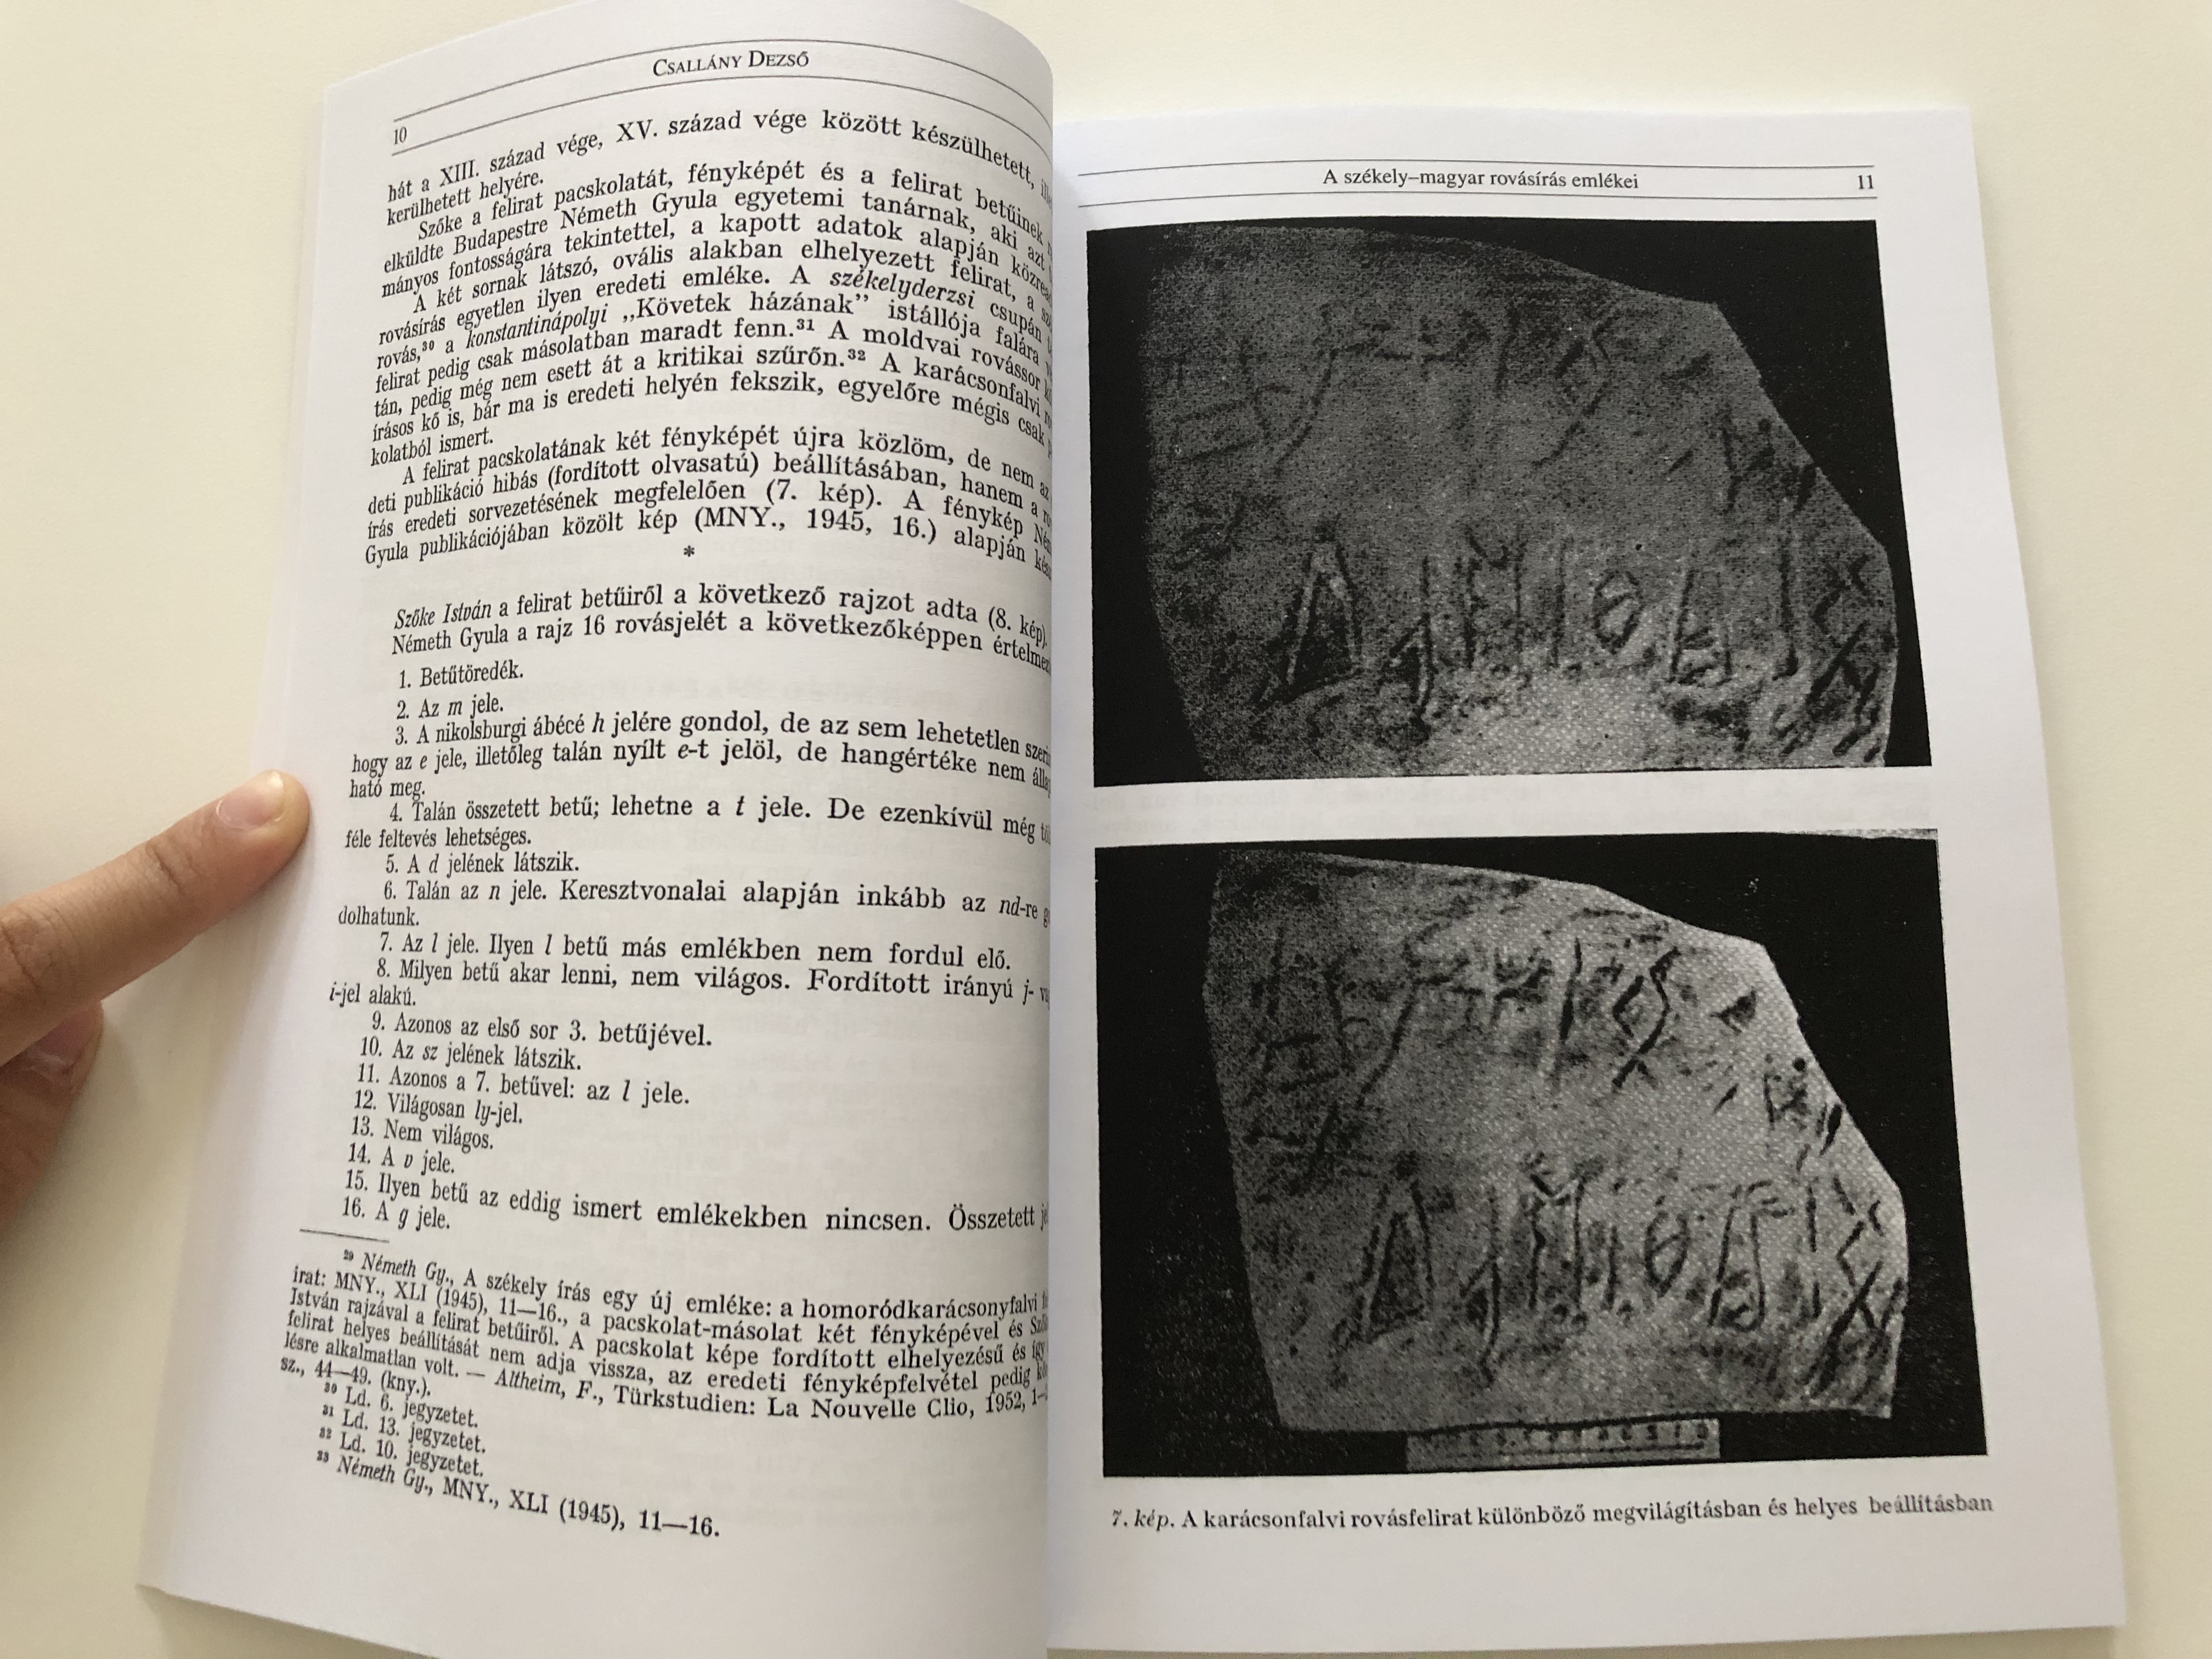 CSALLÁNY DEZSŐ
10
hát a XIII. század vége, XV. század vége között készülhetett,
kerülhetett helyére.
Szőke a felirat pacskolatát, fényképét és a felirat betűinek
elküldte Budapestre Németh Gyula egyetemi tanárnak, aki azt
mányos fontosságára tekintettel, a kapott adatok alapján
A két sornak látszó, ovális alakban elhelyezett felirat, a
rovásírás egyetlen ilyen eredeti emléke. A székelyderzsi csupán
rovás,³⁰ a konstantinápolyi „Követek házának” istállója falára
felirat pedig csak másolatban maradt fenn.³¹ A moldvai rovássor
tán, pedig még nem esett át a kritikai szűrőn.³² A karácsonfalvi
írásos kő is, bár ma is eredeti helyén fekszik, egyelőre mégis csak
kolatból ismert.
A felirat pacskolatának két fényképét újra közlöm, de nem az
deti publikáció hibás (fordított olvasatú) beállításában, hanem a
írás eredeti sorvezetésének megfelelően (7. kép). A fénykép
Gyula publikációjában közölt kép (MNY., 1945, 16.) alapján
*
Szőke István a felirat betűiről a következő rajzot adta (8. kép).
Németh Gyula a rajz 16 rovásjelét a következőképpen
1. Betűtöredék.
2. Az m jele.
3. A nikolsburgi ábécé h jelére gondol, de az sem lehetetlen
hogy az e jele, illetőleg talán nyílt e-t jelöl, de hangértéke nem
ható meg.
4. Talán összetett betű; lehetne a t jele. De ezenkívül még
féle feltevés lehetséges.
5. A d jelének látszik.
6. Talán az n jele. Keresztvonalai alapján inkább az nd-re
dolhatunk.
7. Az l jele. Ilyen l betű más emlékben nem fordul elő.
8. Milyen betű akar lenni, nem világos. Fordított irányú j-
i-jel alakú.
9. Azonos az első sor 3. betűjével.
10. Az sz jelének látszik.
11. Azonos a 7. betűvel: az l jele.
12. Világosan ly-jel.
13. Nem világos.
14. A v jele.
15. Ilyen betű az eddig ismert emlékekben nincsen. Összetett
16. A g jele.
²⁹ Németh Gy., A székely írás egy új emléke: a homoródkarácsonyfalvi
irat: MNY., XLI (1945), 11—16., a pacskolat-másolat két fényképével és
István rajzával a felirat betűiről. A pacskolat képe fordított elhelyezésű és így
felirat helyes beállítását nem adja vissza, az eredeti fényképfelvétel pedig
lésre alkalmatlan volt. — Altheim, F., Türkstudien: La Nouvelle Clio, 1952,
sz., 44—49. (kny.).
³⁰ Ld. 6. jegyzetet.
³¹ Ld. 13. jegyzetet.
³² Ld. 10. jegyzetet.
³³ Németh Gy., MNY., XLI (1945), 11—16.
A székely–magyar rovásírás emlékei
11
7. kép. A karácsonfalvi rovásfelirat különböző megvilágításban és helyes beállításban